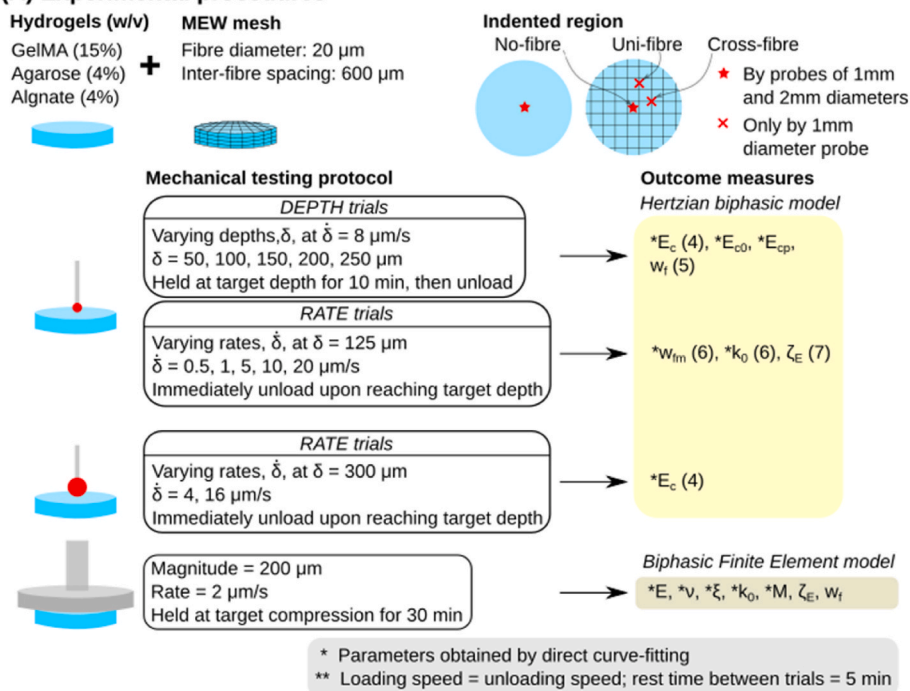 Hydrogels (w/v)
GelMA (15%)
Agarose (4%)
Algnate (4%)
+
MEW mesh
Fibre diameter: 20 μm
Inter-fibre spacing: 600 μm
Indented region
No-fibre
Uni-fibre
Cross-fibre
By probes of 1mm
and 2mm diameters
Only by 1mm
diameter probe
Mechanical testing protocol
DEPTH trials
Varying depths,δ, at δ̇ = 8 μm/s
δ = 50, 100, 150, 200, 250 μm
Held at target depth for 10 min, then unload
RATE trials
Varying rates, δ̇, at δ = 125 μm
δ̇ = 0.5, 1, 5, 10, 20 μm/s
Immediately unload upon reaching target depth
RATE trials
Varying rates, δ̇, at δ = 300 μm
δ̇ = 4, 16 μm/s
Immediately unload upon reaching target depth
Magnitude = 200 μm
Rate = 2 μm/s
Held at target compression for 30 min
Outcome measures
Hertzian biphasic model
*E_c (4), *E_c0, *E_cp,
w_f (5)
*w_fm (6), *k_0 (6), ζ_E (7)
*E_c (4)
Biphasic Finite Element model
*E, *ν, *ξ, *k_0, *M, ζ_E, w_f
* Parameters obtained by direct curve-fitting
** Loading speed = unloading speed; rest time between trials = 5 min